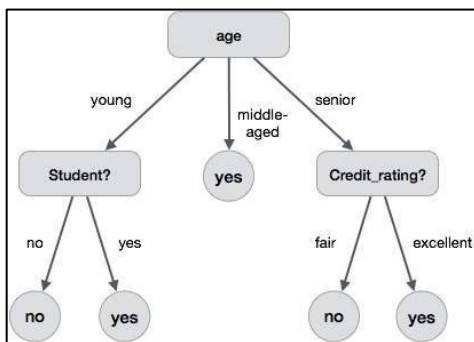 age
young
middle-
aged
senior
Student?
yes
Credit_rating?
no
yes
fair
excellent
no
yes
no
yes